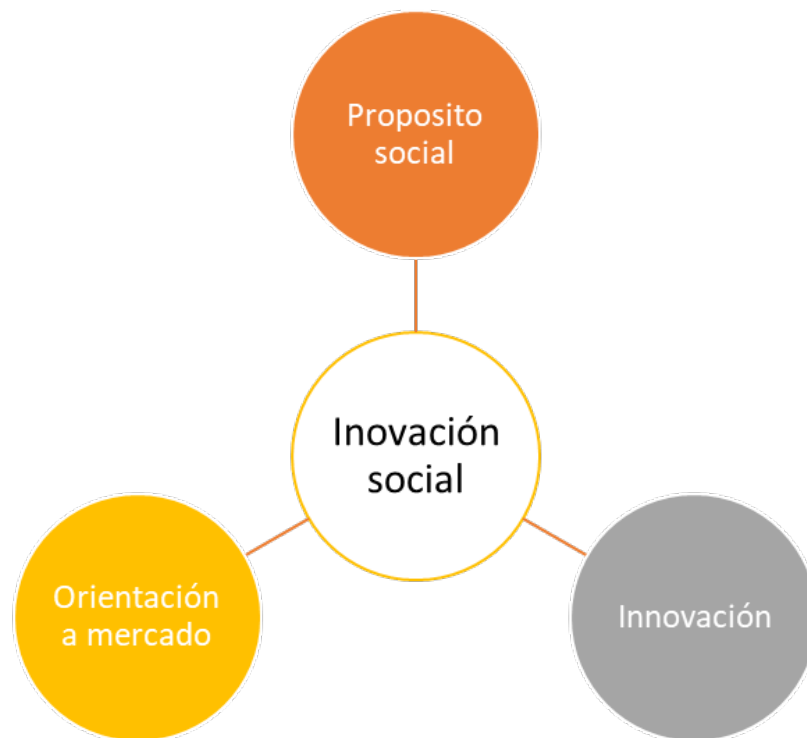 Proposito
social
Inovación
social
Orientación
a mercado
Innovación